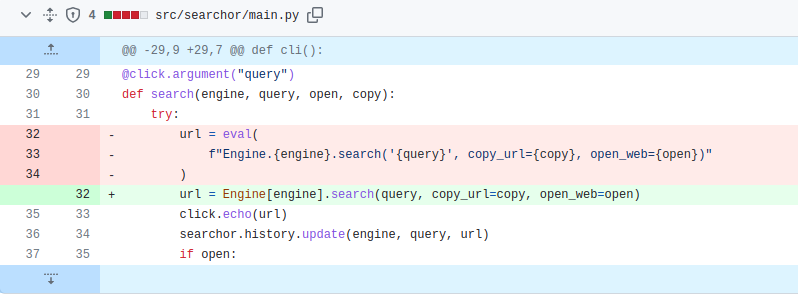 4 src/searchor/main.py
@@ -29,9 +29,7 @@ def cli():
29 29 @click.argument("query")
30 30 def search(engine, query, open, copy):
31 31 try:
32 - url = eval(
33 - f"Engine.{engine}.search('{query}', copy_url={copy}, open_web={open})"
34 - )
32 + url = Engine[engine].search(query, copy_url=copy, open_web=open)
35 33 click.echo(url)
36 34 searchor.history.update(engine, query, url)
37 35 if open: